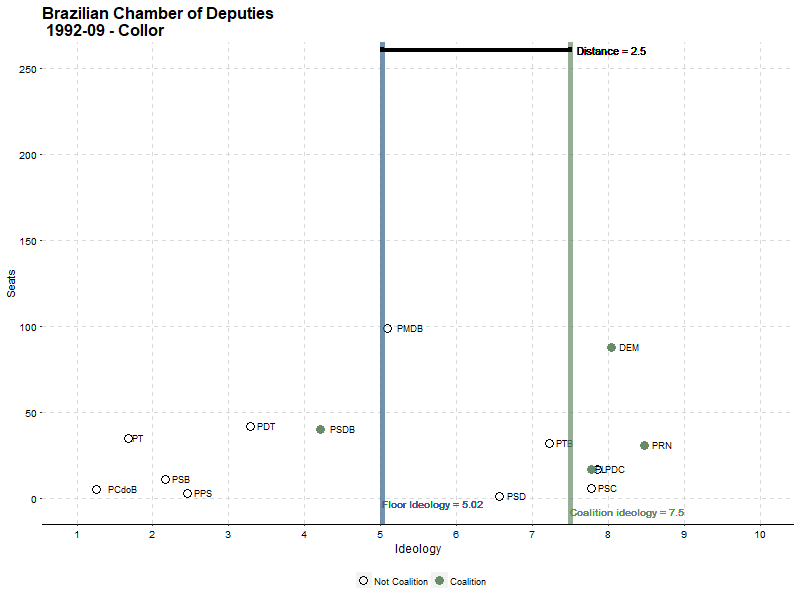 Brazilian Chamber of Deputies
1992-09 - Collor
Distance = 2.5
250
200
150
100
50
0
Seats
PMDB
DEM
PDT
PSDB
PT
PTB
PRN
PSB
PCdoB
PPS
PDC
PSC
PSD
Floor Ideology = 5.02
Coalition ideology = 7.5
1 2 3 4 5 6 7 8 9 10
Ideology
Not Coalition Coalition